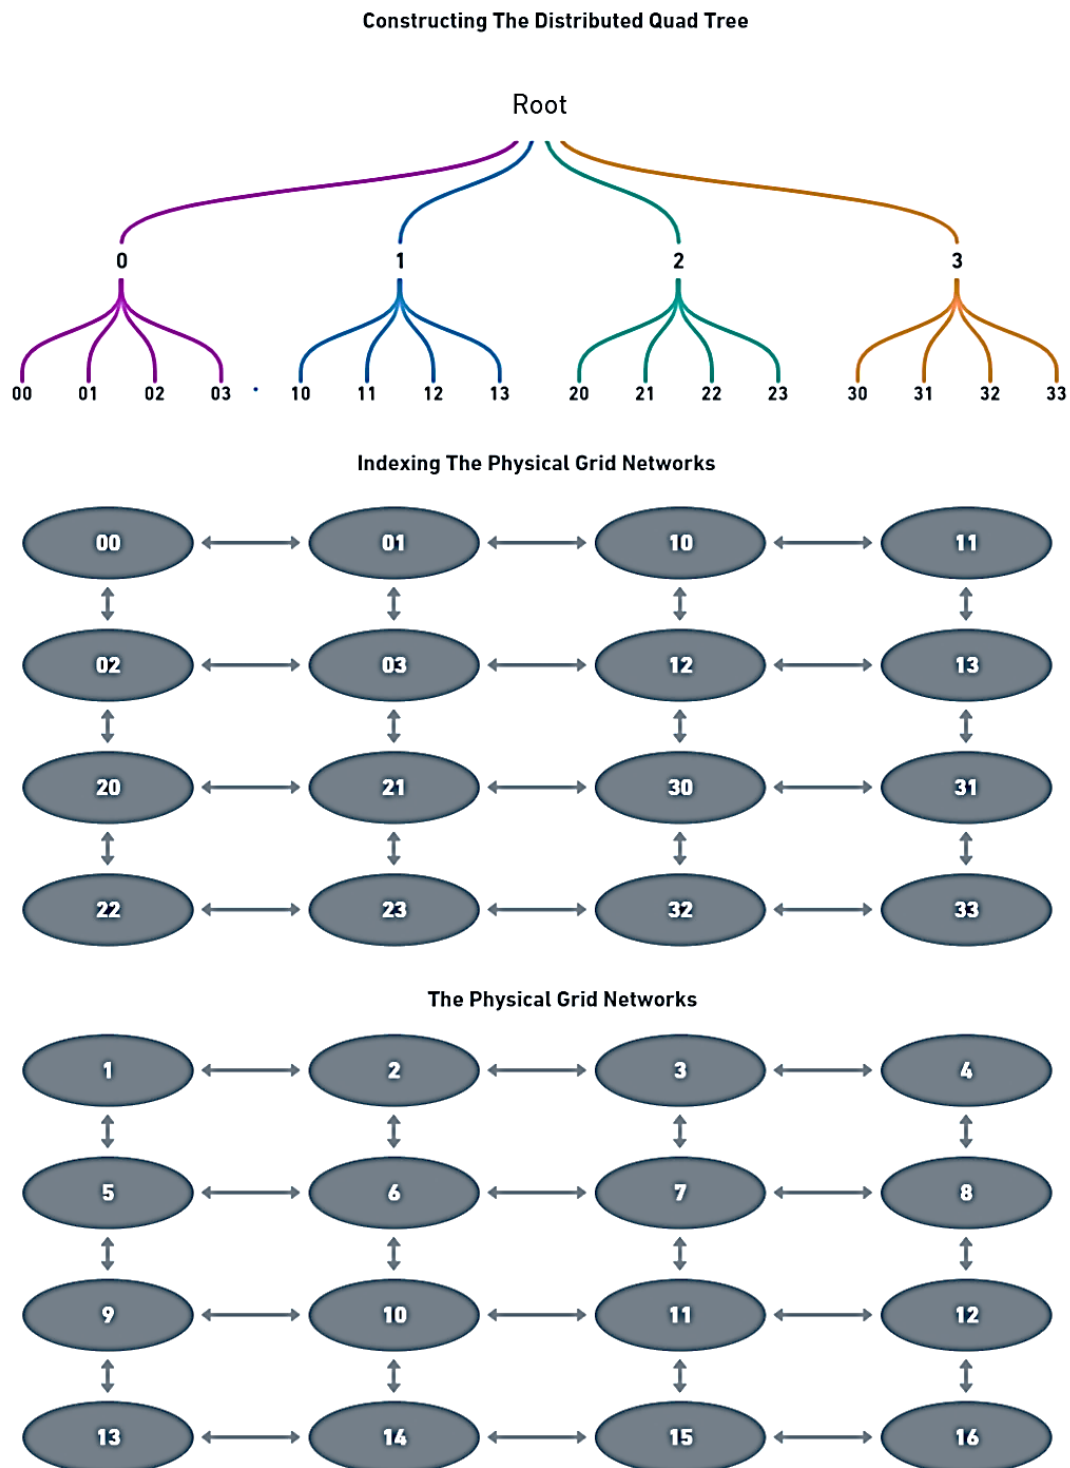 Constructing The Distributed Quad Tree
Root
0 1 2 3
00 01 02 03 10 11 12 13 20 21 22 23 30 31 32 33
Indexing The Physical Grid Networks
00 01 10 11
02 03 12 13
20 21 30 31
22 23 32 33
The Physical Grid Networks
1 2 3 4
5 6 7 8
9 10 11 12
13 14 15 16